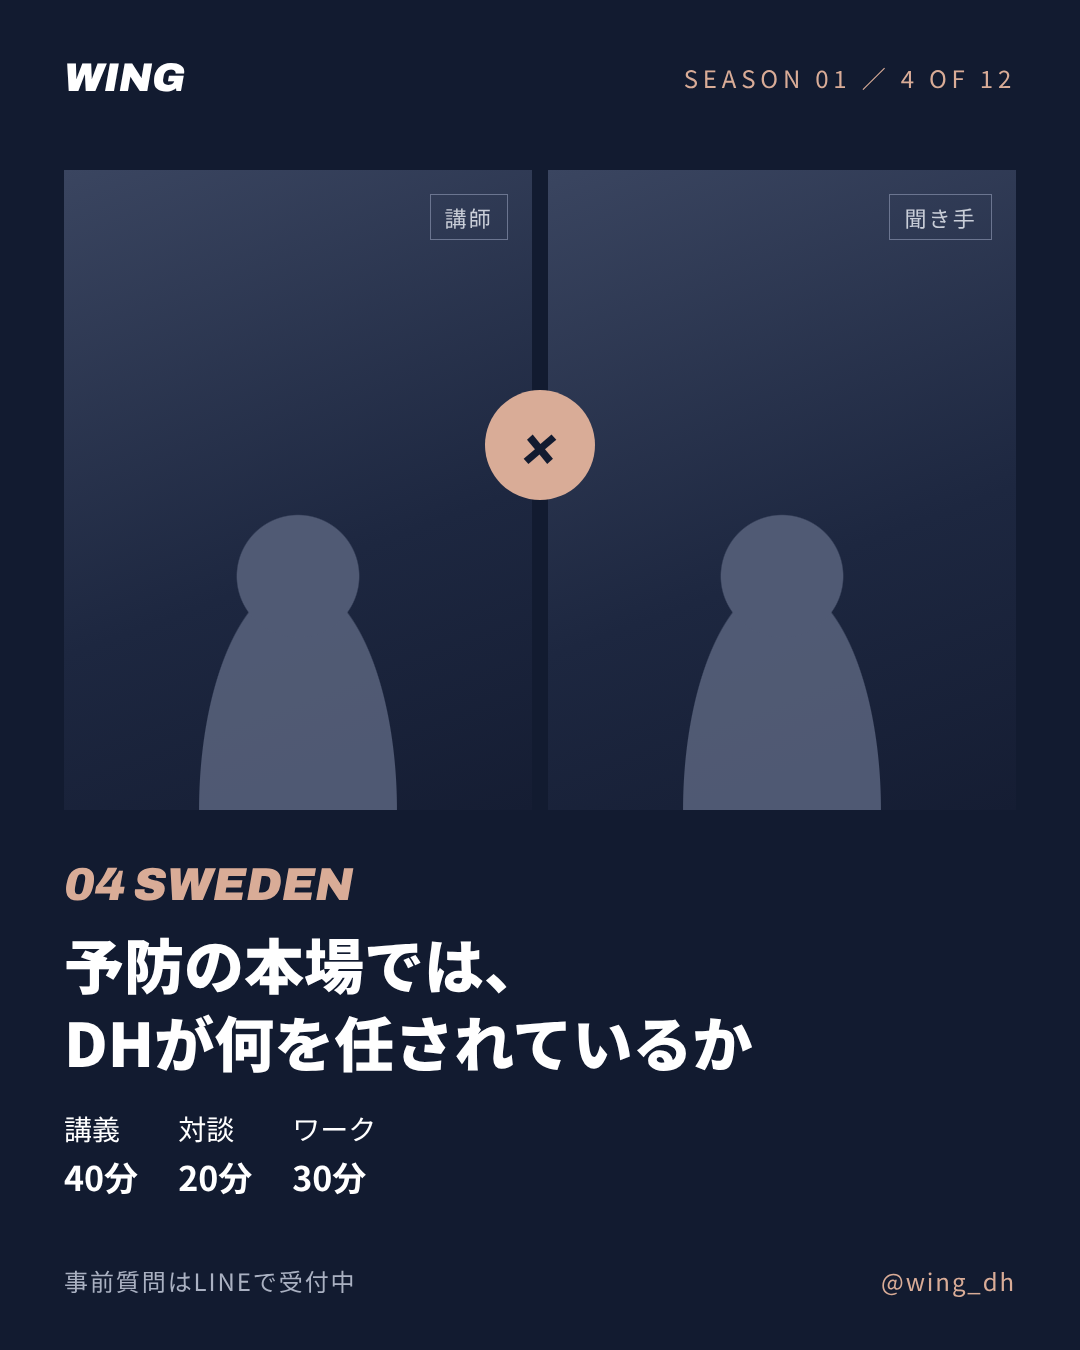 WING
SEASON 01 ／ 4 OF 12
講師
聞き手
×
04 SWEDEN
予防の本場では、
DHが何を任されているか
講義 対談 ワーク
40分 20分 30分
事前質問はLINEで受付中
@wing_dh